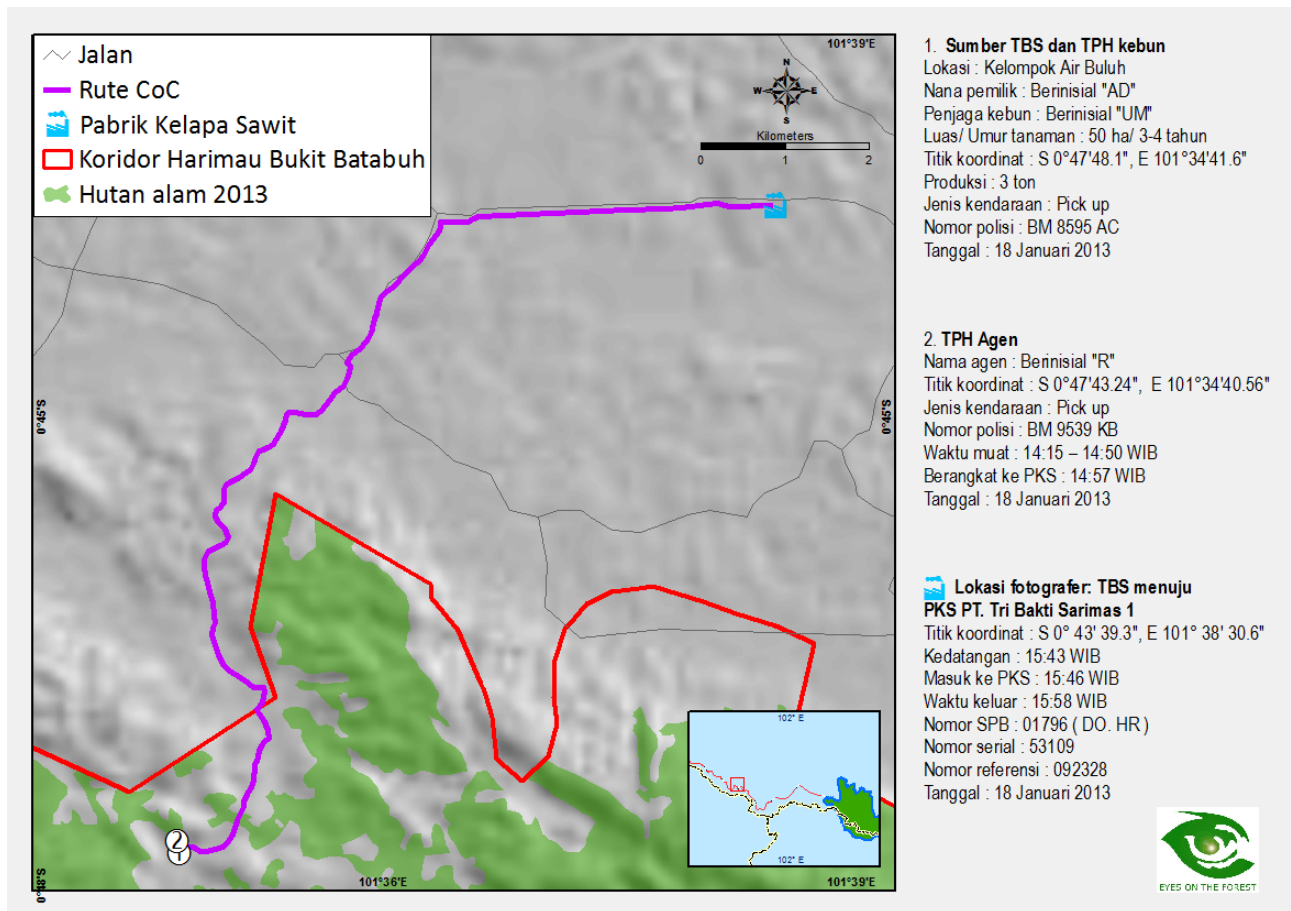 Jalan
Rute CoC
Pabrik Kelapa Sawit
Koridor Harimau Bukit Batabuh
Hutan alam 2013
101°39'E
N
W E
S
Kilometers
0 1 2
0°45'S
0°45'S
0°48'S
2
1
101°36'E
101°39'E
102° E
102° E
1. Sumber TBS dan TPH kebun
Lokasi : Kelompok Air Buluh
Nana pemilik : Berinisial "AD"
Penjaga kebun : Berinisial "UM"
Luas/ Umur tanaman : 50 ha/ 3-4 tahun
Titik koordinat : S 0°47'48.1", E 101°34'41.6"
Produksi : 3 ton
Jenis kendaraan : Pick up
Nomor polisi : BM 8595 AC
Tanggal : 18 Januari 2013
2. TPH Agen
Nama agen : Berinisial "R"
Titik koordinat : S 0°47'43.24", E 101°34'40.56"
Jenis kendaraan : Pick up
Nomor polisi : BM 9539 KB
Waktu muat : 14:15 – 14:50 WIB
Berangkat ke PKS : 14:57 WIB
Tanggal : 18 Januari 2013
Lokasi fotografer: TBS menuju
PKS PT. Tri Bakti Sarimas 1
Titik koordinat : S 0° 43' 39.3", E 101° 38' 30.6"
Kedatangan : 15:43 WIB
Masuk ke PKS : 15:46 WIB
Waktu keluar : 15:58 WIB
Nomor SPB : 01796 ( DO. HR )
Nomor serial : 53109
Nomor referensi : 092328
Tanggal : 18 Januari 2013
EYES ON THE FOREST